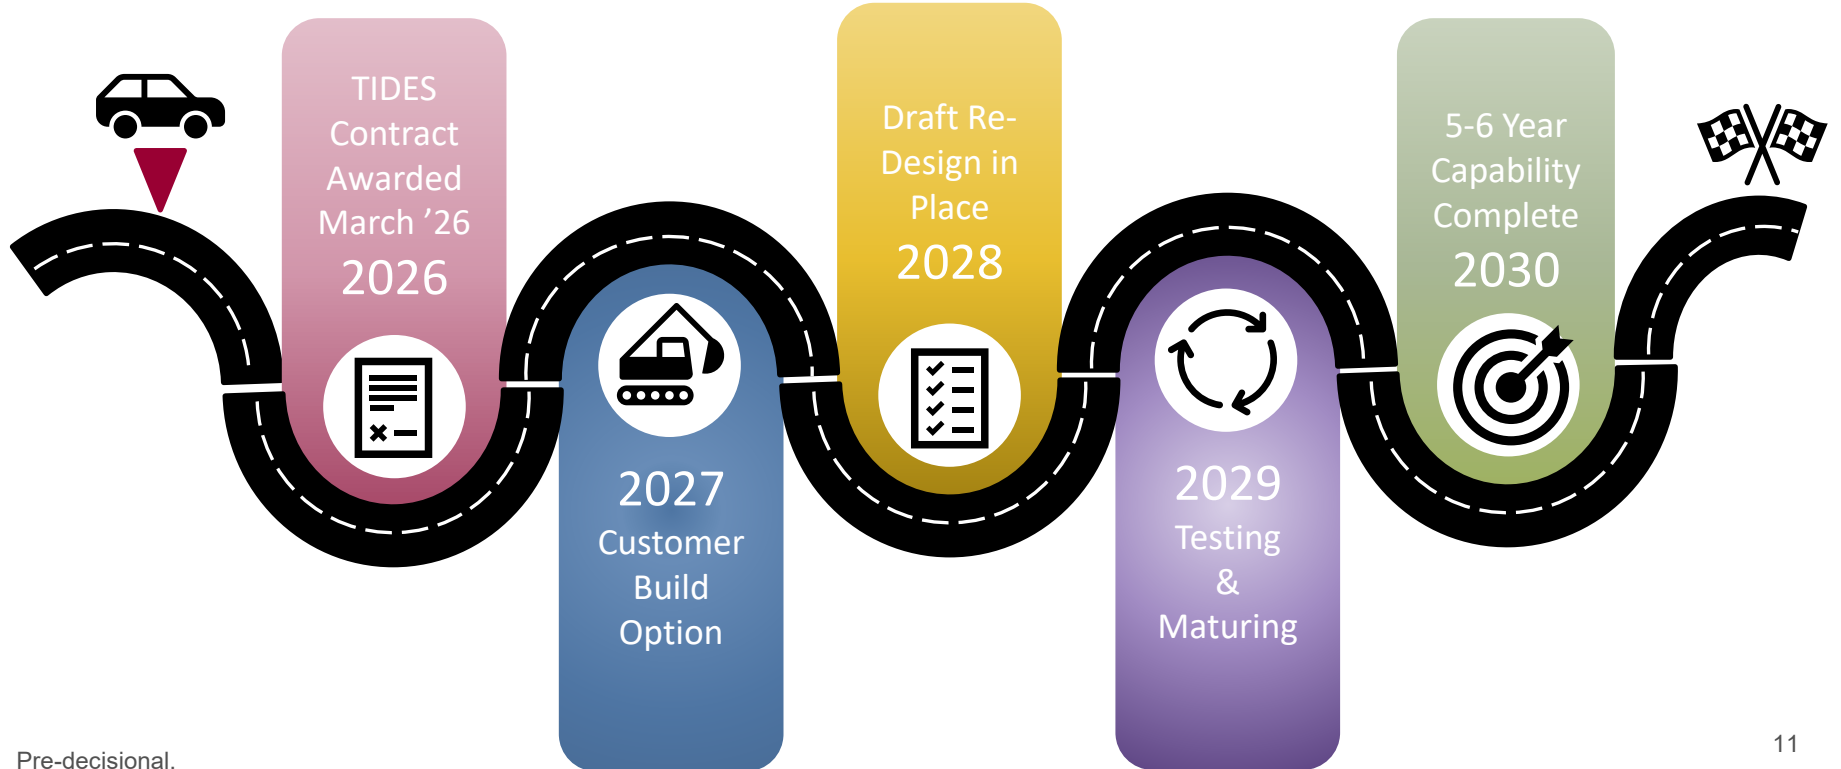 TIDES
Contract
Awarded
March ’26
2026
2027
Customer
Build
Option
Draft Re-
Design in
Place
2028
2029
Testing
&
Maturing
5-6 Year
Capability
Complete
2030
Pre-decisional.
11